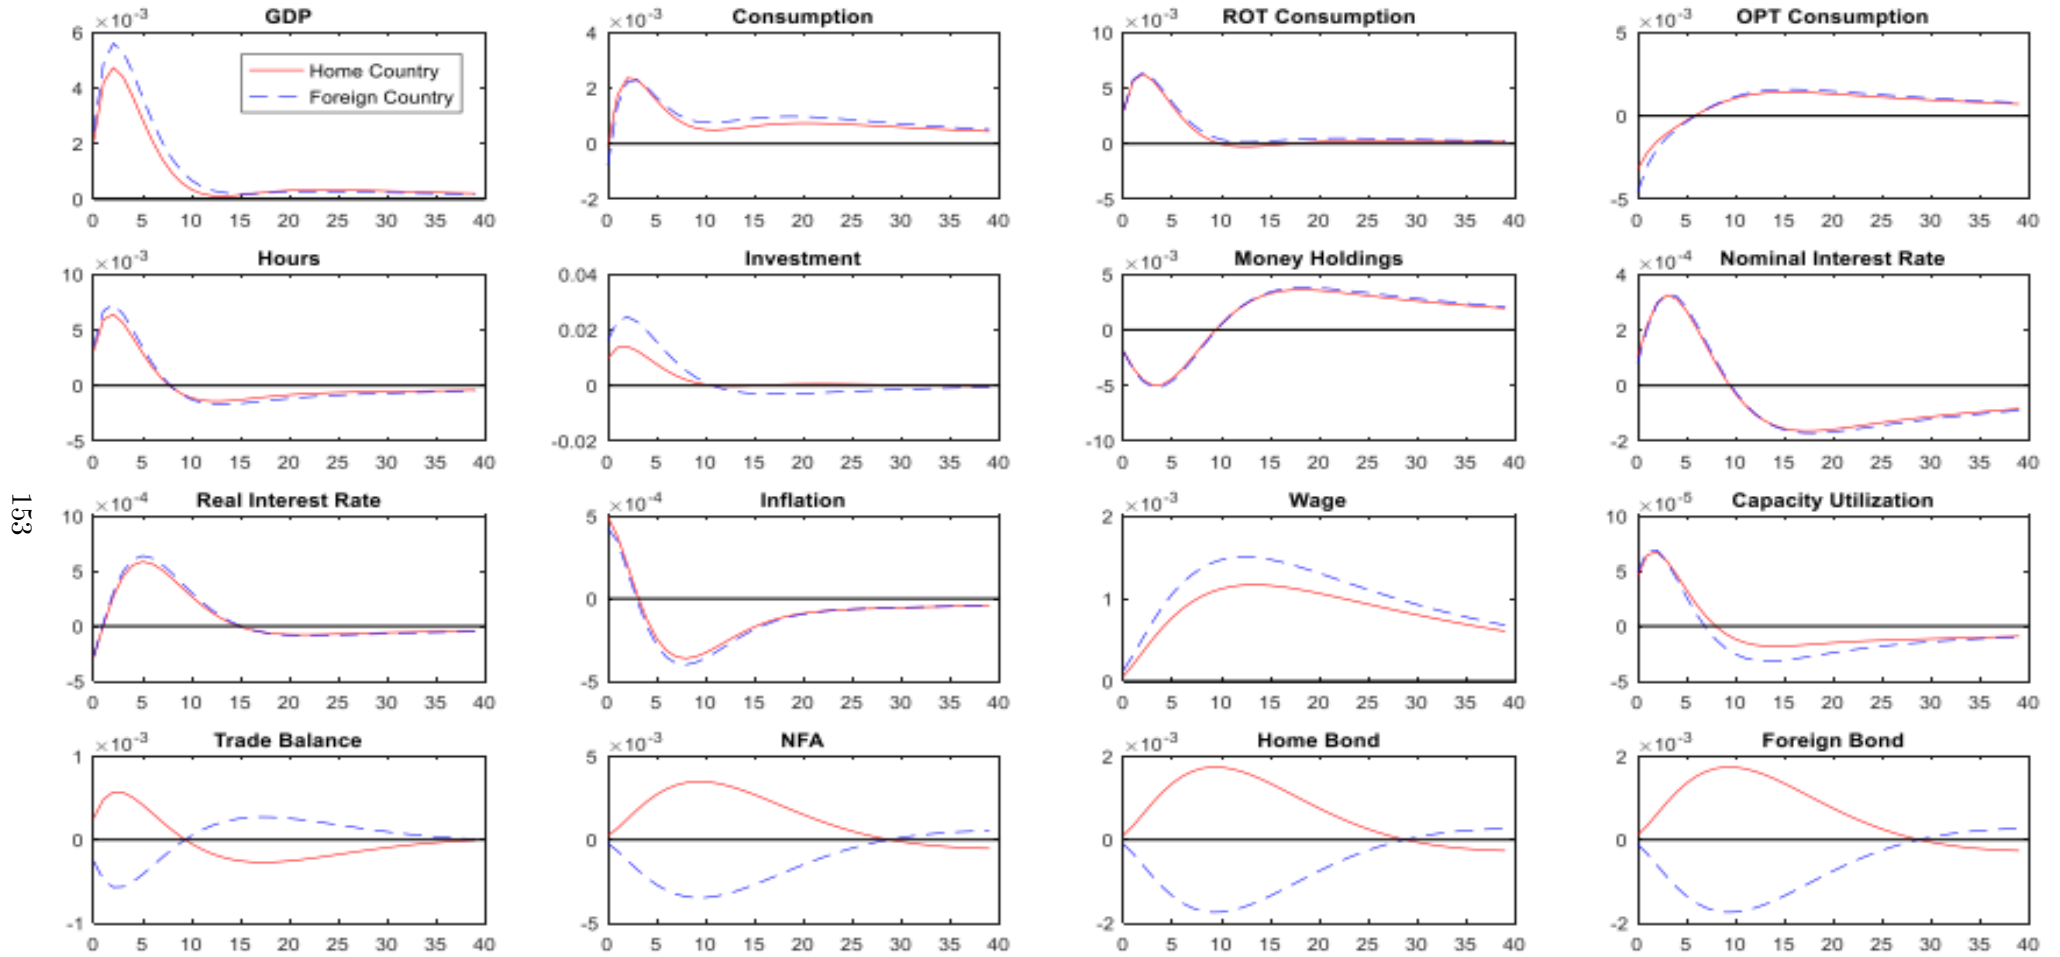 GDP
×10-3
6
4
2
0
0 5 10 15 20 25 30 35 40
Home Country
Foreign Country
Consumption
×10-3
4
2
0
-2
0 5 10 15 20 25 30 35 40
ROT Consumption
×10-3
10
5
0
-5
0 5 10 15 20 25 30 35 40
OPT Consumption
×10-3
5
0
-5
0 5 10 15 20 25 30 35 40
Hours
×10-3
10
5
0
-5
0 5 10 15 20 25 30 35 40
Investment
0.04
0.02
0
-0.02
0 5 10 15 20 25 30 35 40
Money Holdings
×10-3
5
0
-5
-10
0 5 10 15 20 25 30 35 40
Nominal Interest Rate
×10-4
4
2
0
-2
0 5 10 15 20 25 30 35 40
153
Real Interest Rate
×10-4
10
5
0
-5
0 5 10 15 20 25 30 35 40
Inflation
×10-4
5
0
-5
0 5 10 15 20 25 30 35 40
Wage
×10-3
2
1
0
0 5 10 15 20 25 30 35 40
Capacity Utilization
×10-5
10
5
0
-5
0 5 10 15 20 25 30 35 40
Trade Balance
×10-3
1
0
-1
0 5 10 15 20 25 30 35 40
NFA
×10-3
5
0
-5
0 5 10 15 20 25 30 35 40
Home Bond
×10-3
2
0
-2
0 5 10 15 20 25 30 35 40
Foreign Bond
×10-3
2
0
-2
0 5 10 15 20 25 30 35 40